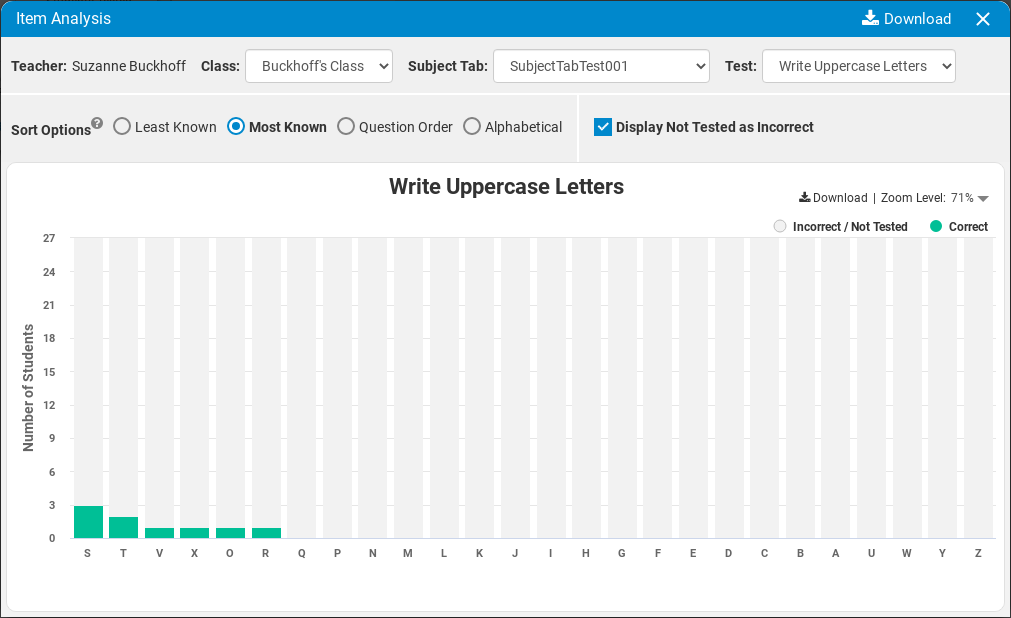 Item Analysis Download
Teacher: Suzanne Buckhoff Class: Buckhoff's Class Subject Tab: SubjectTabTest001 Test: Write Uppercase Letters
Sort Options? Least Known Most Known Question Order Alphabetical Display Not Tested as Incorrect
Write Uppercase Letters
Download | Zoom Level: 71%
Incorrect / Not Tested Correct
Number of Students
27
24
21
18
15
12
9
6
3
0
S T V X O R Q P N M L K J I H G F E D C B A U W Y Z